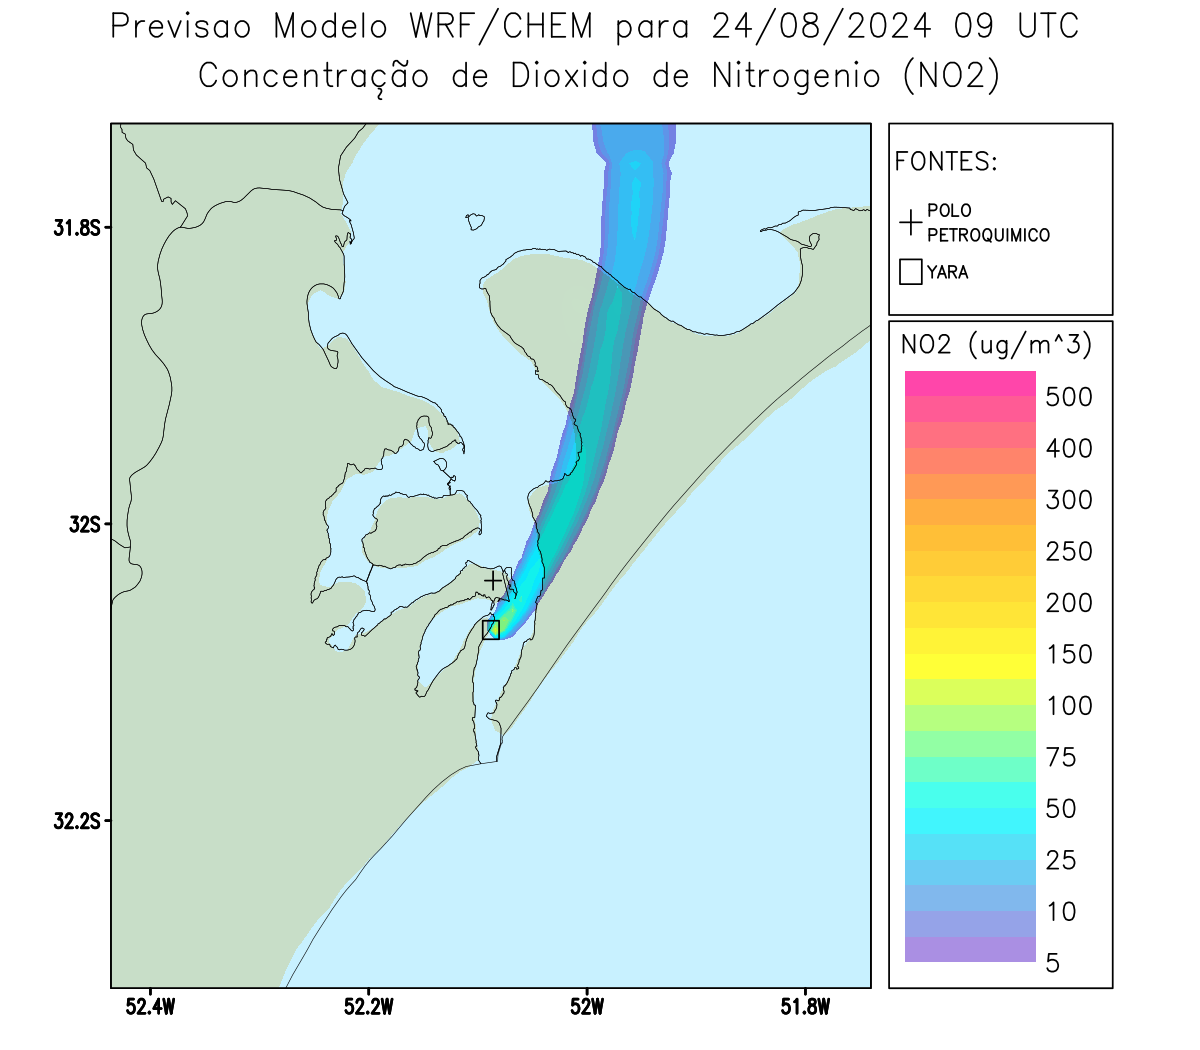 Previsao Modelo WRF/CHEM para 24/08/2024 09 UTC
Concentração de Dioxido de Nitrogenio (NO2)
FONTES:
POLO
PETROQUIMICO
YARA
31.8S
32S
32.2S
52.4W
52.2W
52W
51.8W
NO2 (ug/m^3)
500
400
300
250
200
150
100
75
50
25
10
5